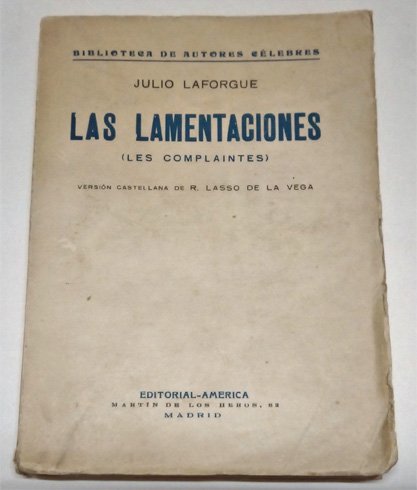 BIBLIOTECA DE AUTORES CÉLEBRES
JULIO LAFORGUE
LAS LAMENTACIONES
(LES COMPLAINTES)
VERSIÓN CASTELLANA DE R. LASSO DE LA VEGA
EDITORIAL-AMERICA
MARTÍN DE LOS HEROS, 82
MADRID